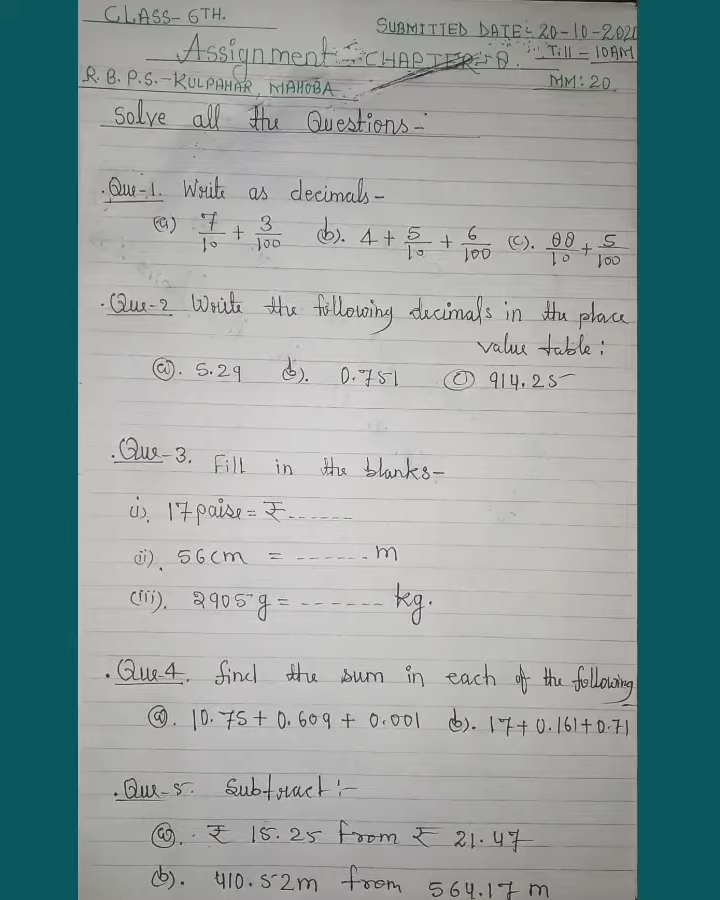 CLASS- 6TH.
SUBMITTED DATE:- 20-10-2020
Assignment :- CHAPTER-8. Till - 10AM
R. B. P. S.- KULPAHAR, MAHOBA. MM: 20.
Solve all the Questions-
Que-1. Write as decimals-
(a) 7/10 + 3/100 (b). 4 + 5/10 + 6/100 (c). 88/10 + 5/100
Que-2 Write the following decimals in the place
value table:
(a). 5.29 (b). 0.751 (c) 914.25
Que-3. Fill in the blanks-
(i). 17 paise = ₹ ------
(ii). 56cm = ------ m
(iii). 2905 g = ------ kg.
Que-4. find the sum in each of the following
(a). 10.75 + 0.609 + 0.001 (b). 17 + 0.161 + 0.71
Que-5. Subtract :-
(a). ₹ 15.25 from ₹ 21.47
(b). 410.52m from 564.17 m